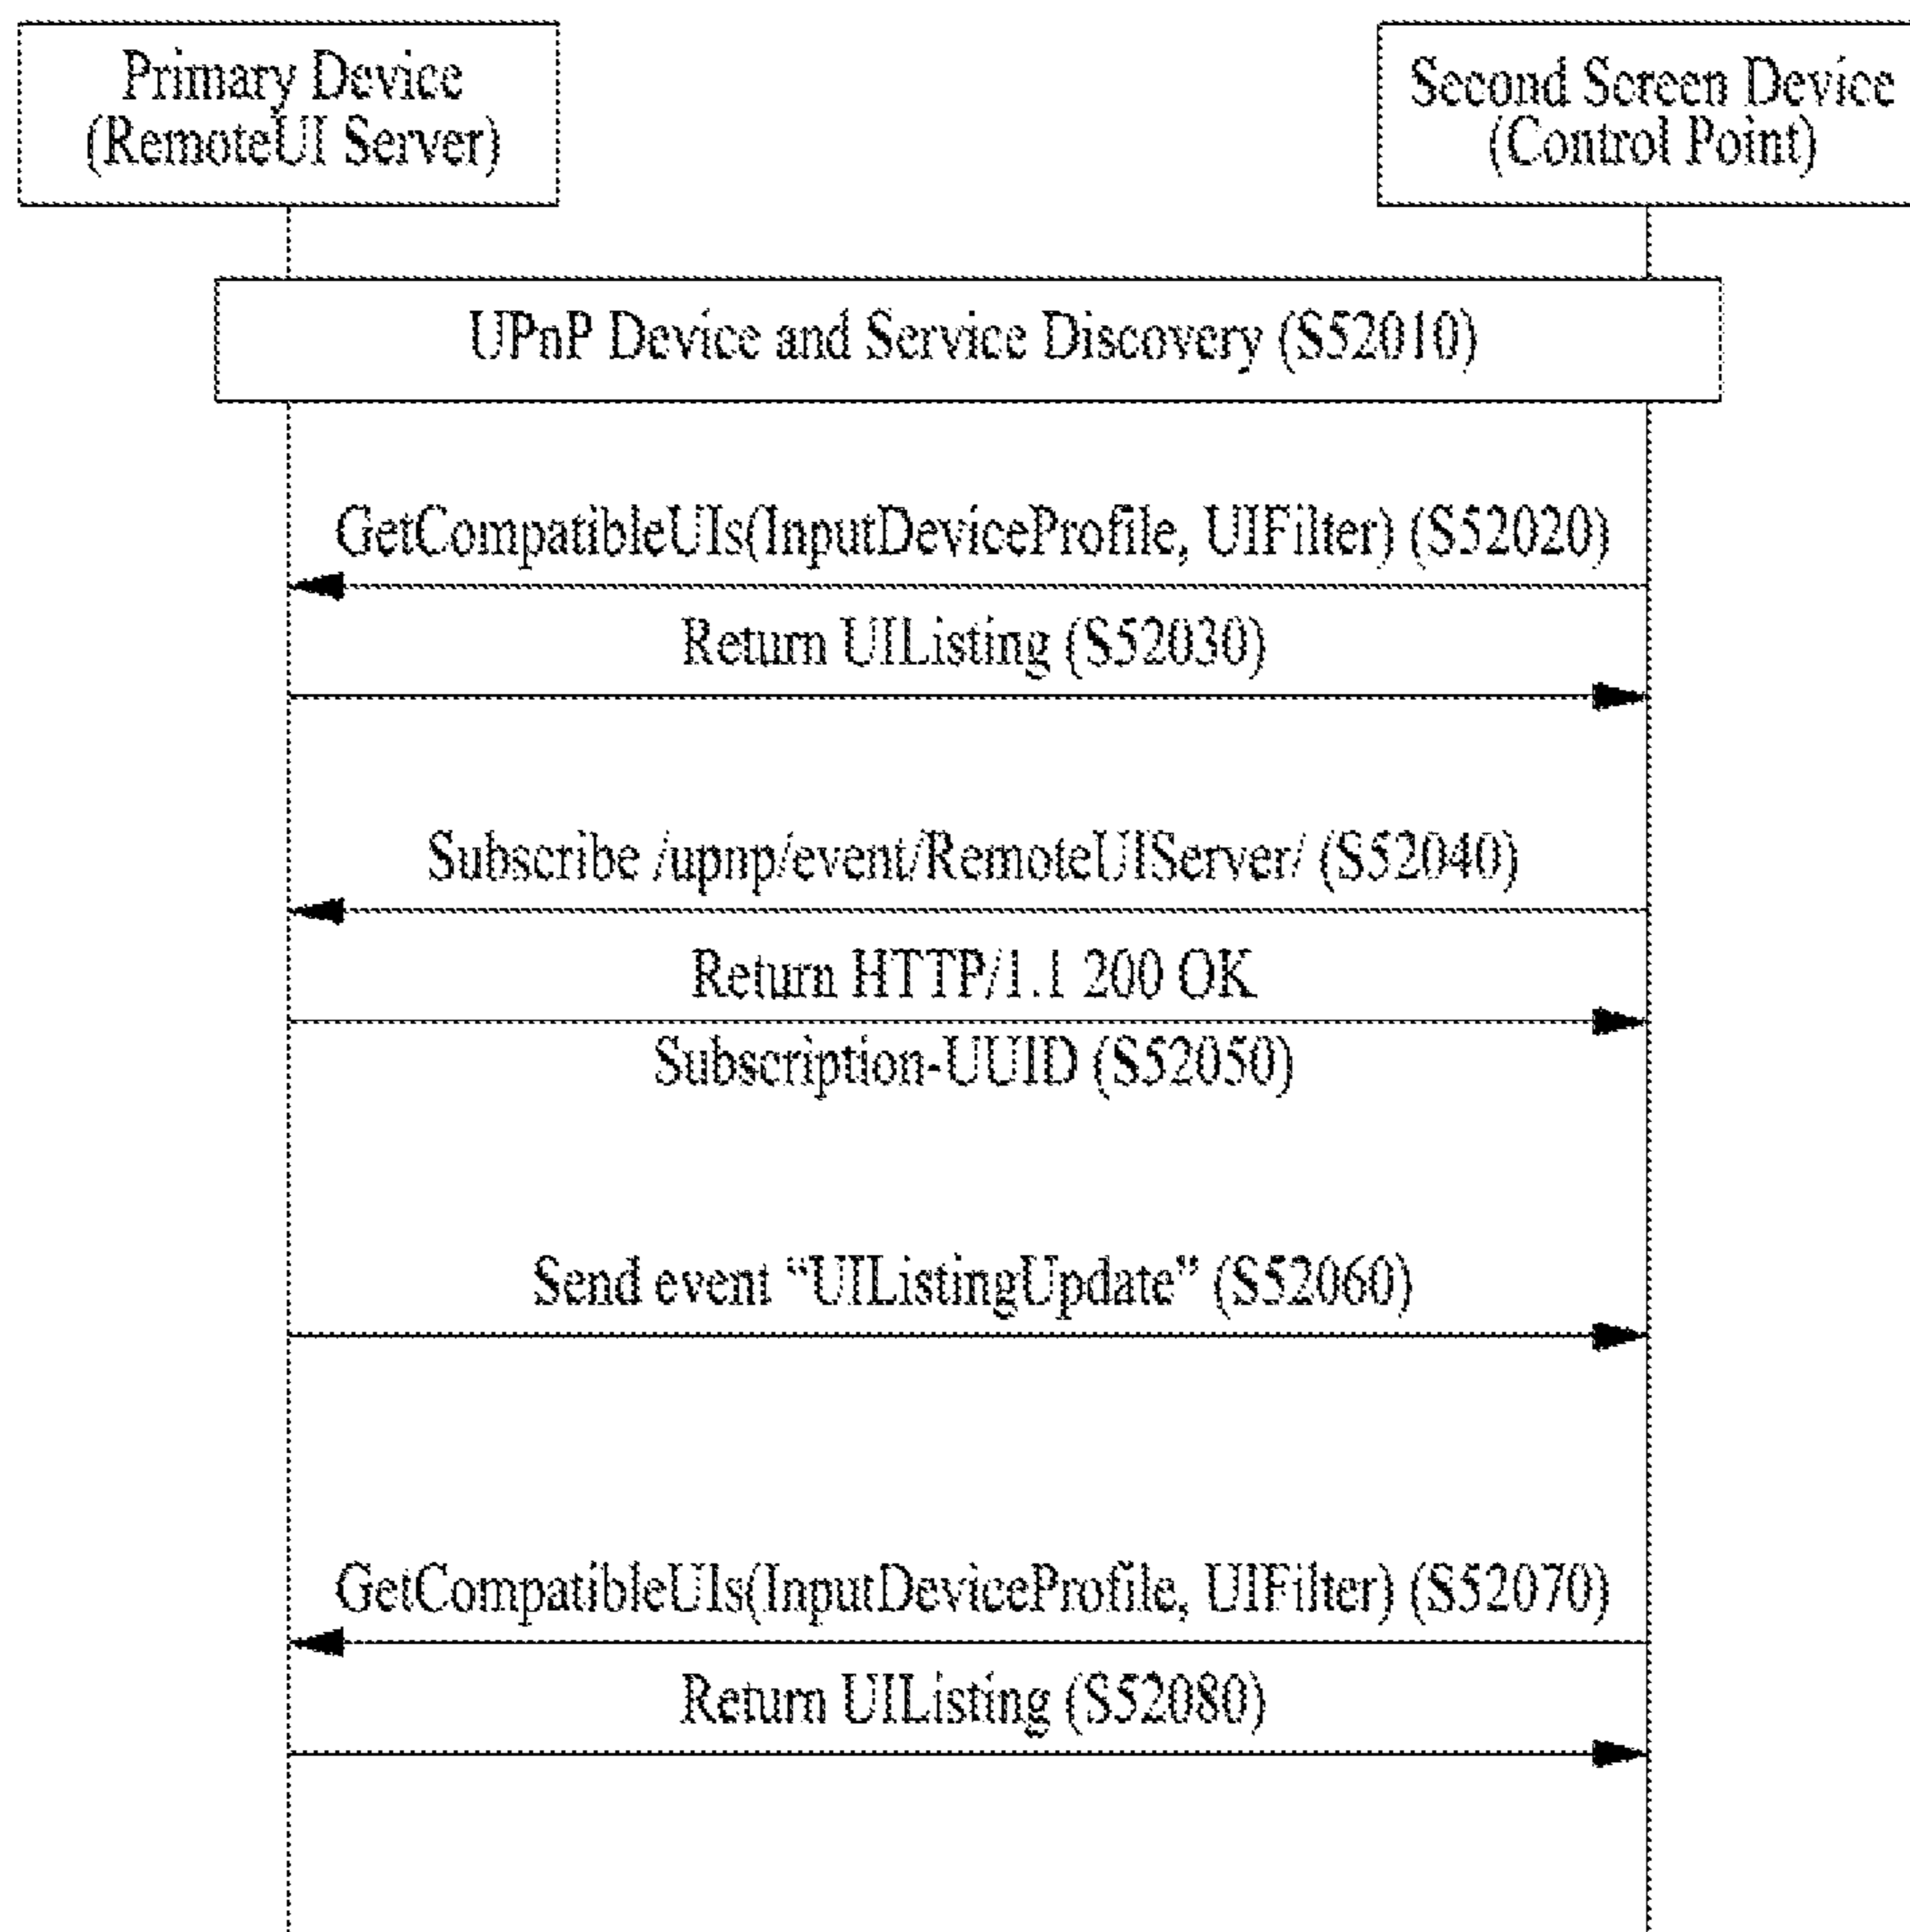 Primary Device
(RemoteUI Server)
Second Screen Device
(Control Point)
UPnP Device and Service Discovery (S52010)
GetCompatibleUIs(InputDeviceProfile, UIFilter) (S52020)
Return UIListing (S52030)
Subscribe /upnp/event/RemoteUIServer/ (S52040)
Return HTTP/1.1 200 OK
Subscription-UUID (S52050)
Send event “UIListingUpdate” (S52060)
GetCompatibleUIs(InputDeviceProfile, UIFilter) (S52070)
Return UIListing (S52080)